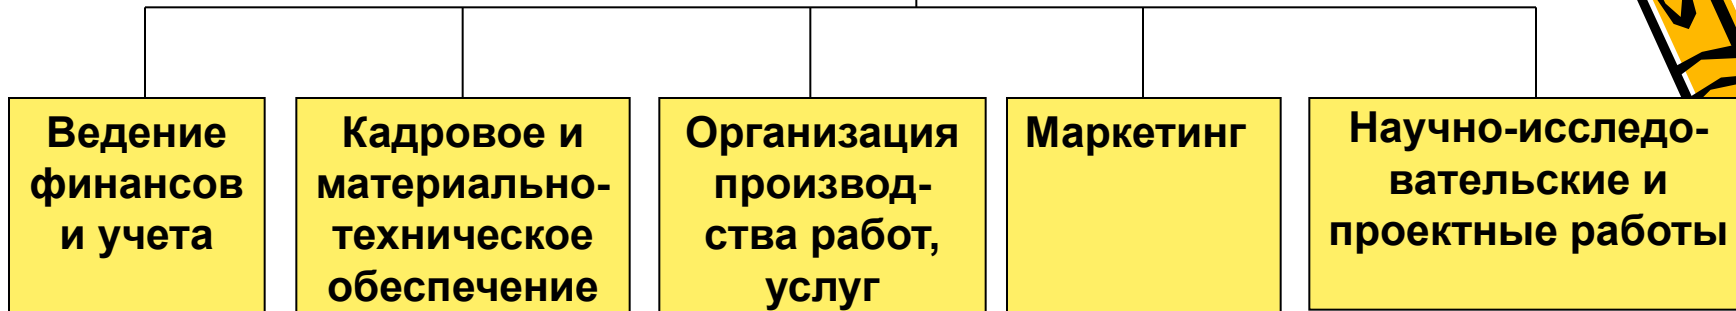 Ведение
финансов
и учета
Кадровое и
материально-
техническое
обеспечение
Организация
производ-
ства работ,
услуг
Маркетинг
Научно-исследо-
вательские и
проектные работы